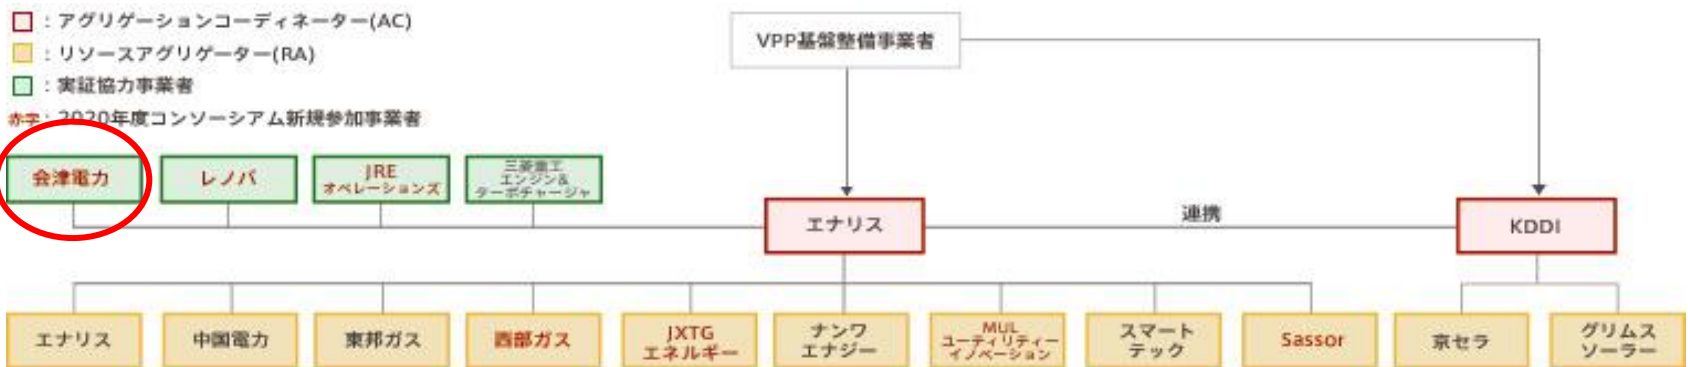 ：アグリゲーションコーディネーター(AC)
：リソースアグリゲーター(RA)
：実証協力事業者
赤字：2020年度コンソーシアム新規参加事業者
VPP基盤整備事業者
会津電力
レノバ
JRE
オペレーションズ
三菱重工
エンジン&
ターボチャージャ
エナリス
連携
KDDI
エナリス
中国電力
東邦ガス
西部ガス
JXTG
エネルギー
ナンワ
エナジー
MUL
ユーティリティー
イノベーション
スマート
テック
Sassor
京セラ
グリムス
ソーラー